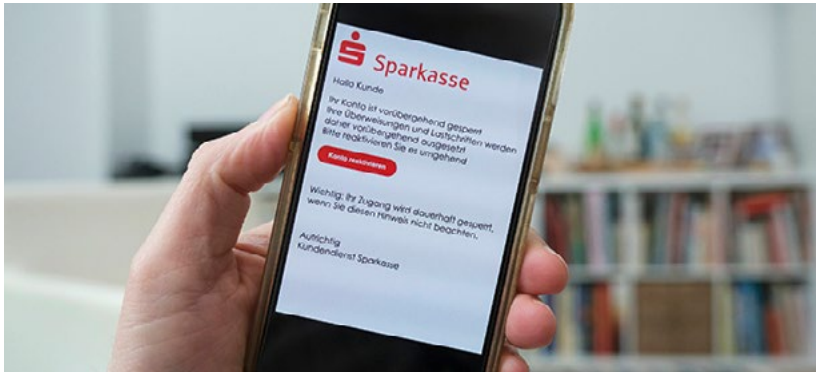 Sparkasse
Hallo Kunde
Ihr Konto ist vorübergehend gesperrt
Ihre Überweisungen und Lastschriften werden
daher vorübergehend ausgesetzt
Bitte reaktivieren Sie es umgehend
Konto reaktivieren
Wichtig: Ihr Zugang wird dauerhaft gesperrt,
wenn Sie diesen Hinweis nicht beachten.
Aufrichtig
Kundendienst Sparkasse